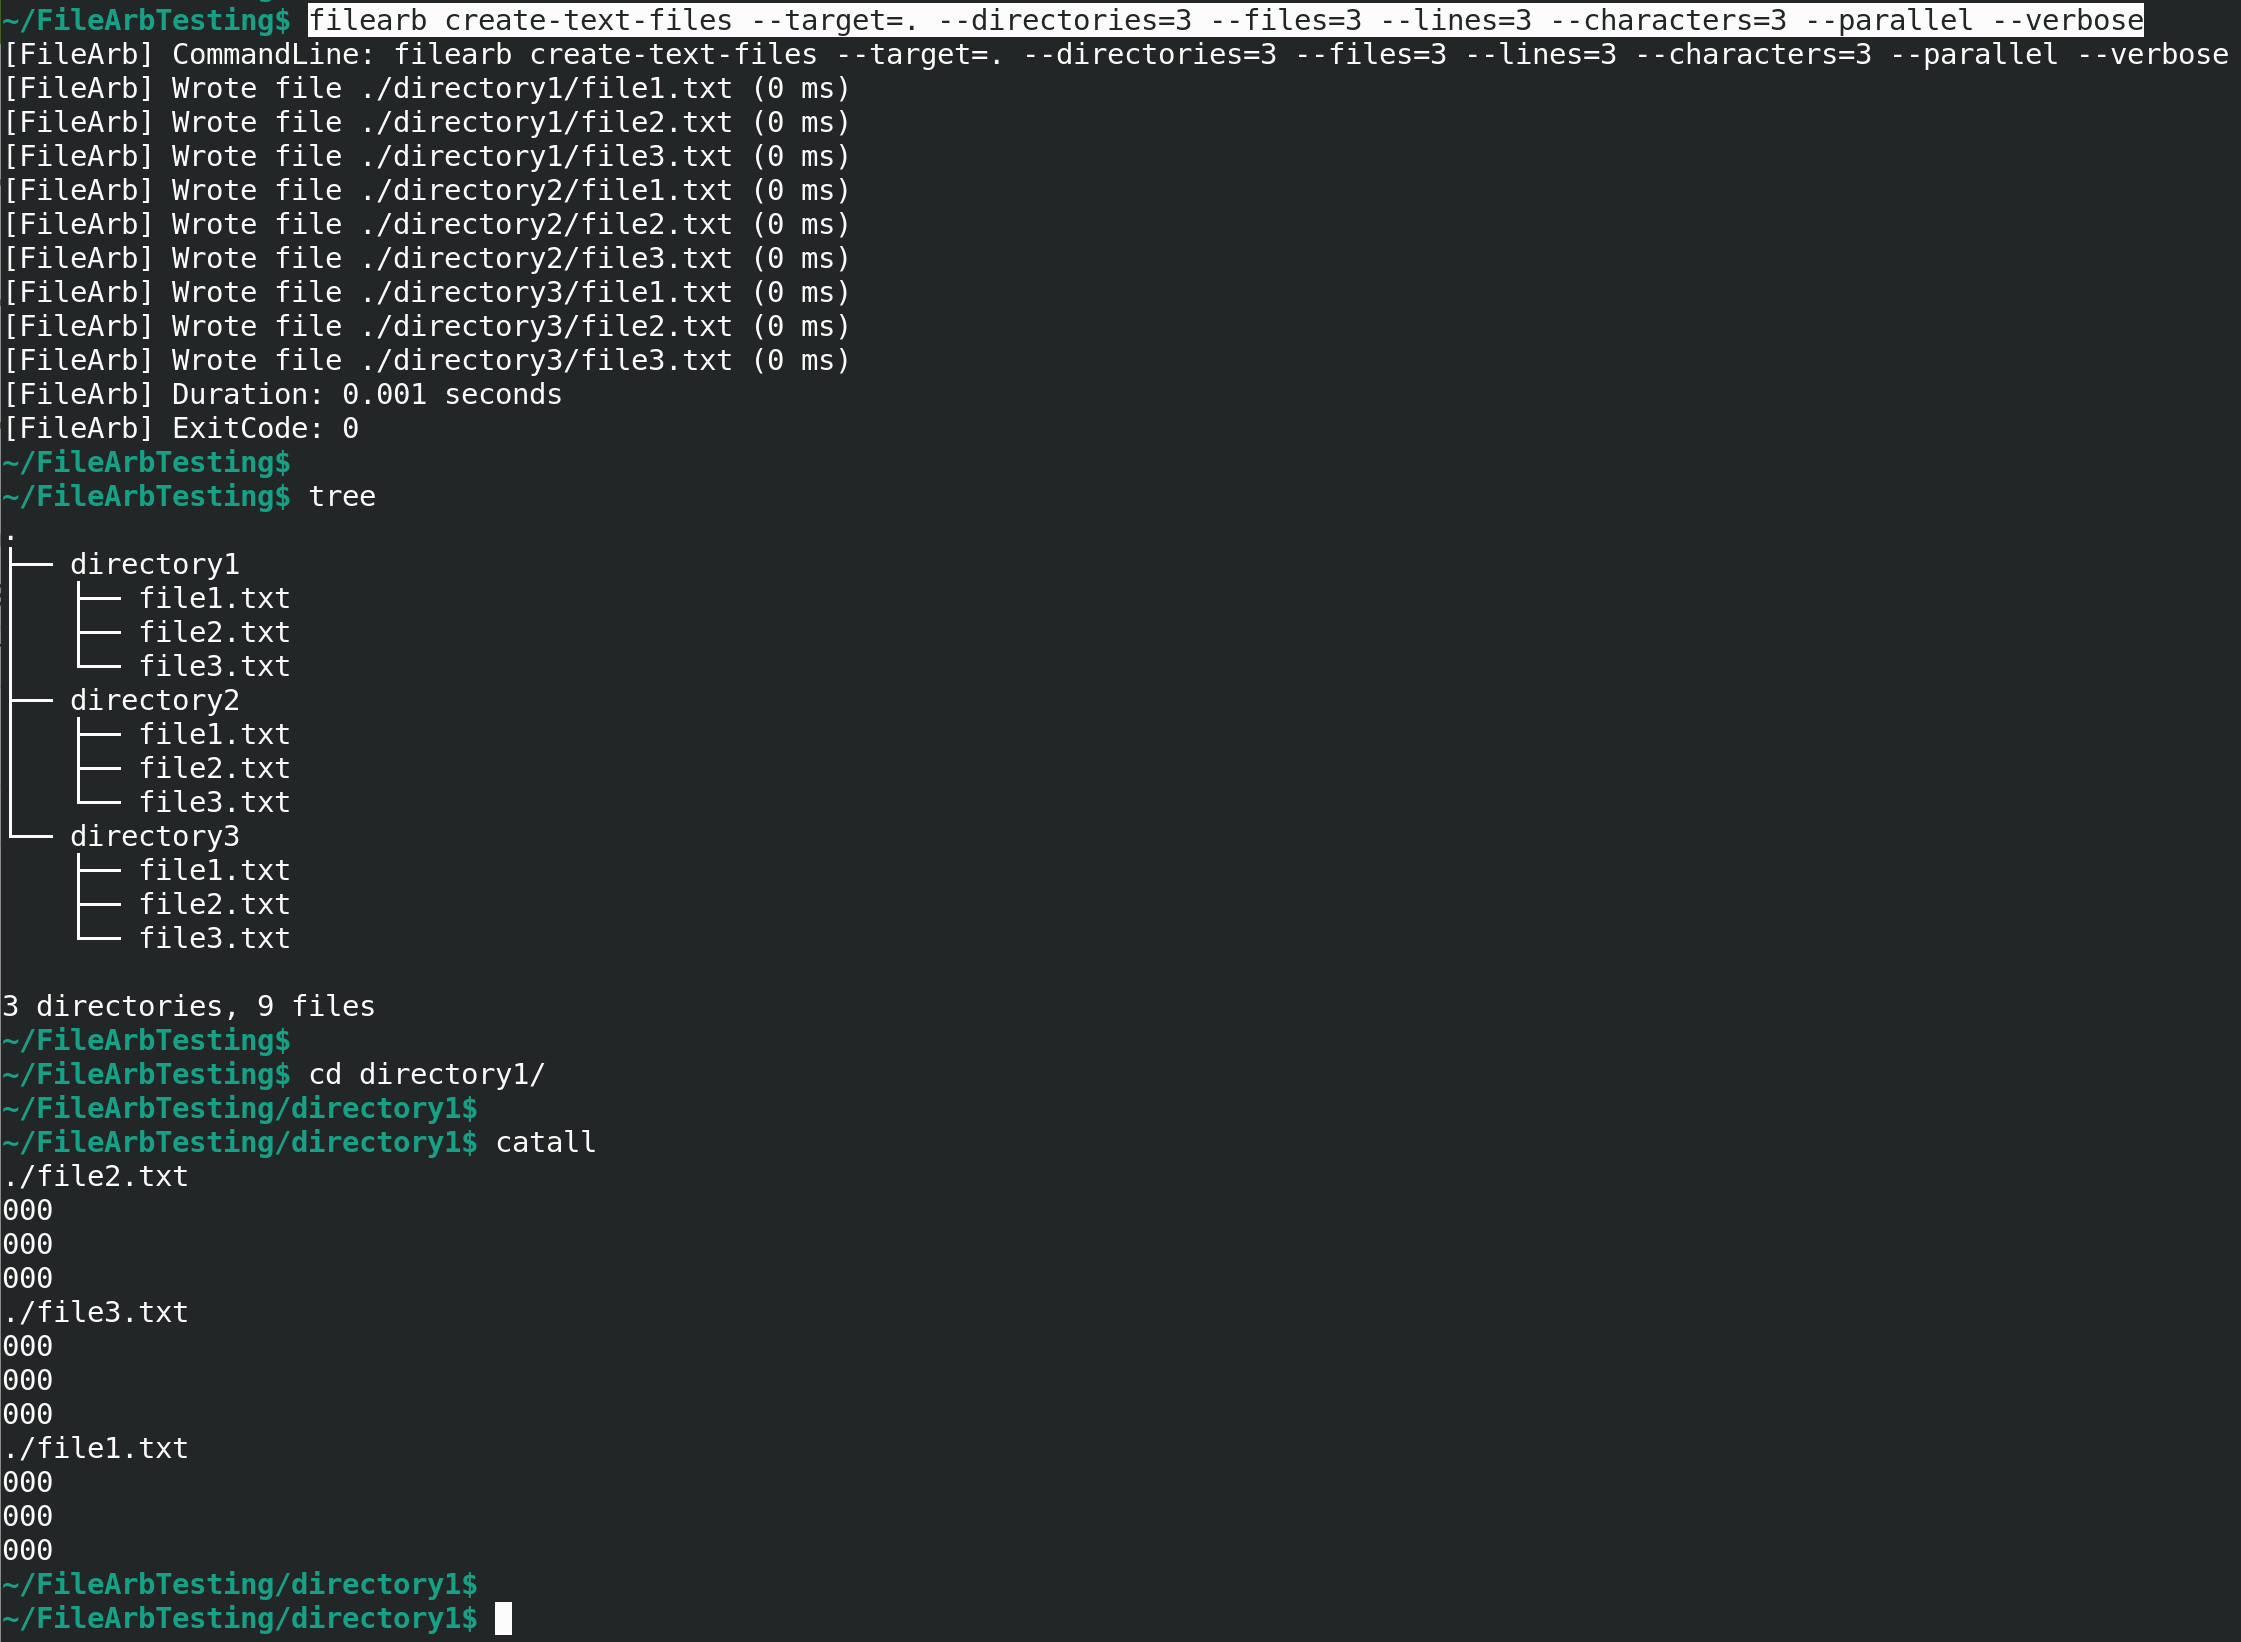 ~/FileArbTesting$ filearb create-text-files --target=. --directories=3 --files=3 --lines=3 --characters=3 --parallel --verbose
[FileArb] CommandLine: filearb create-text-files --target=. --directories=3 --files=3 --lines=3 --characters=3 --parallel --verbose
[FileArb] Wrote file ./directory1/file1.txt (0 ms)
[FileArb] Wrote file ./directory1/file2.txt (0 ms)
[FileArb] Wrote file ./directory1/file3.txt (0 ms)
[FileArb] Wrote file ./directory2/file1.txt (0 ms)
[FileArb] Wrote file ./directory2/file2.txt (0 ms)
[FileArb] Wrote file ./directory2/file3.txt (0 ms)
[FileArb] Wrote file ./directory3/file1.txt (0 ms)
[FileArb] Wrote file ./directory3/file2.txt (0 ms)
[FileArb] Wrote file ./directory3/file3.txt (0 ms)
[FileArb] Duration: 0.001 seconds
[FileArb] ExitCode: 0
~/FileArbTesting$
~/FileArbTesting$ tree
.
├── directory1
│   ├── file1.txt
│   ├── file2.txt
│   └── file3.txt
├── directory2
│   ├── file1.txt
│   ├── file2.txt
│   └── file3.txt
└── directory3
    ├── file1.txt
    ├── file2.txt
    └── file3.txt

3 directories, 9 files
~/FileArbTesting$
~/FileArbTesting$ cd directory1/
~/FileArbTesting/directory1$
~/FileArbTesting/directory1$ catall
./file2.txt
000
000
000
./file3.txt
000
000
000
./file1.txt
000
000
000
~/FileArbTesting/directory1$
~/FileArbTesting/directory1$